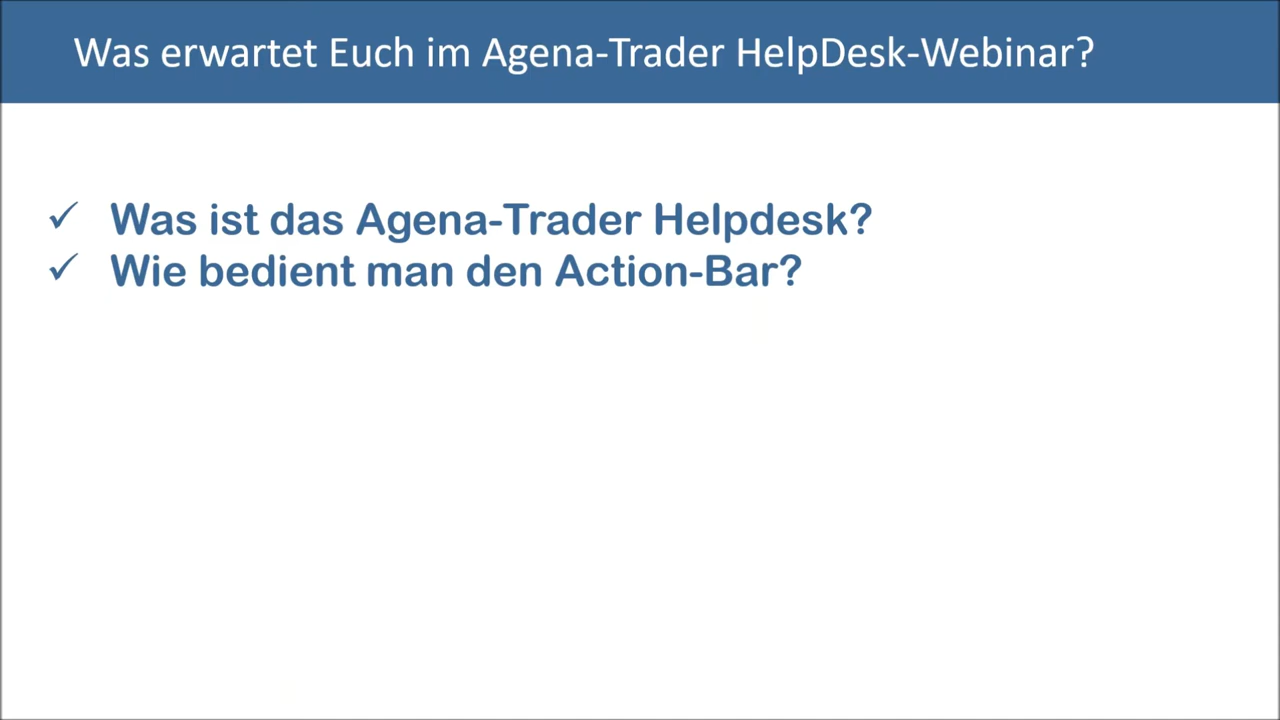 Was erwartet Euch im Agena-Trader HelpDesk-Webinar?
✓ Was ist das Agena-Trader Helpdesk?
✓ Wie bedient man den Action-Bar?